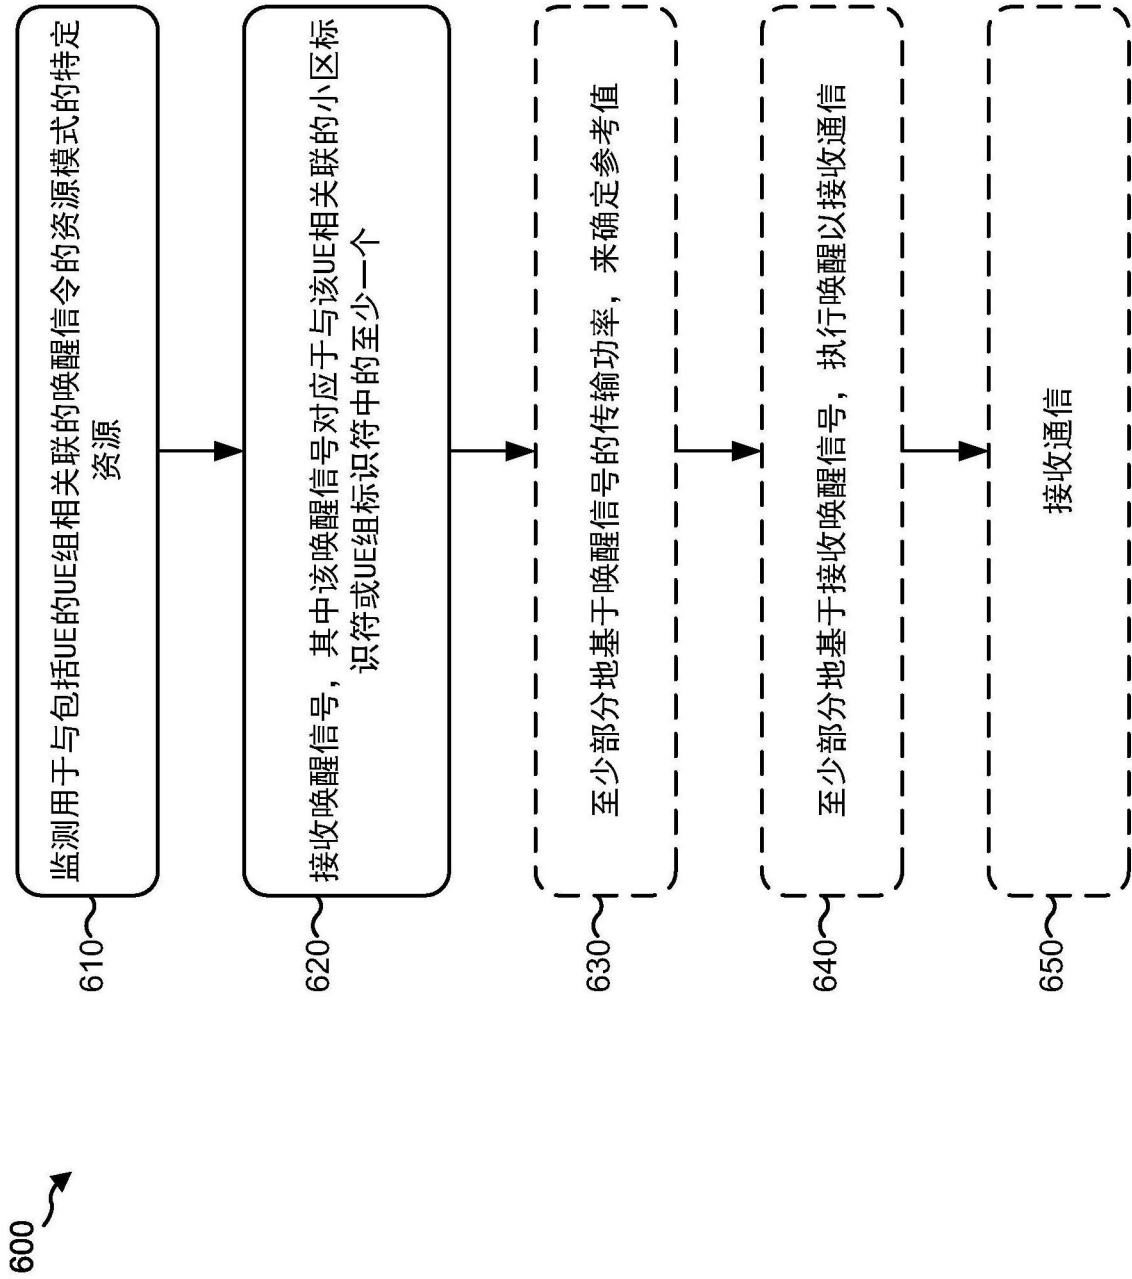 600
610
监测用于与包括UE的UE组相关联的唤醒信令的资源模式的特定
资源
620
接收唤醒信号，其中该唤醒信号对应于与该UE相关联的小区标
识符或UE组标识符中的至少一个
630
至少部分地基于唤醒信号的传输功率，来确定参考值
640
至少部分地基于接收唤醒信号，执行唤醒以接收通信
650
接收通信